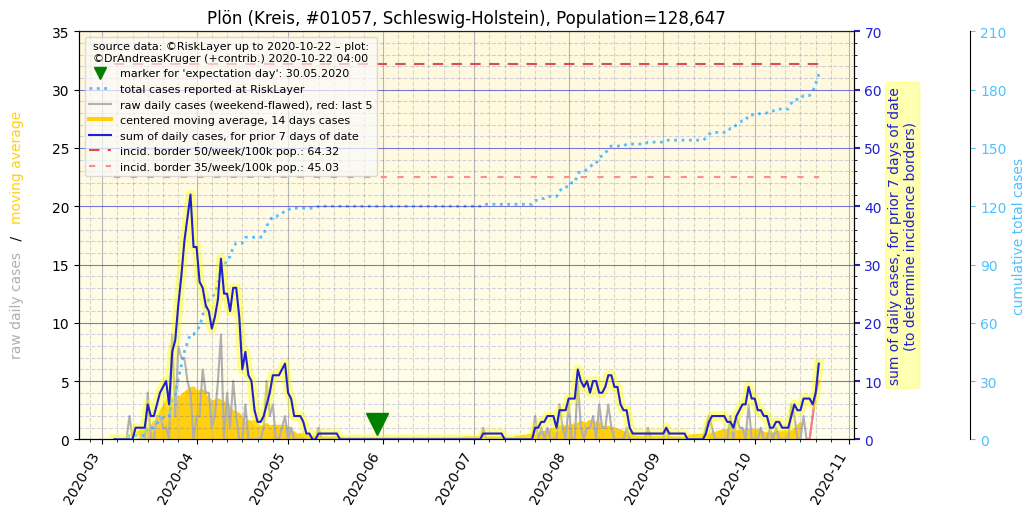 Plön (Kreis, #01057, Schleswig-Holstein), Population=128,647
source data: ©RiskLayer up to 2020-10-22 – plot:
©DrAndreasKruger (+contrib.) 2020-10-22 04:00
marker for 'expectation day': 30.05.2020
total cases reported at RiskLayer
raw daily cases (weekend-flawed), red: last 5
centered moving average, 14 days cases
sum of daily cases, for prior 7 days of date
incid. border 50/week/100k pop.: 64.32
incid. border 35/week/100k pop.: 45.03
raw daily cases / moving average
35
30
25
20
15
10
5
0
70
60
50
40
30
20
10
0
sum of daily cases, for prior 7 days of date
(to determine incidence borders)
210
180
150
120
90
60
30
0
cumulative total cases
2020-03
2020-04
2020-05
2020-06
2020-07
2020-08
2020-09
2020-10
2020-11